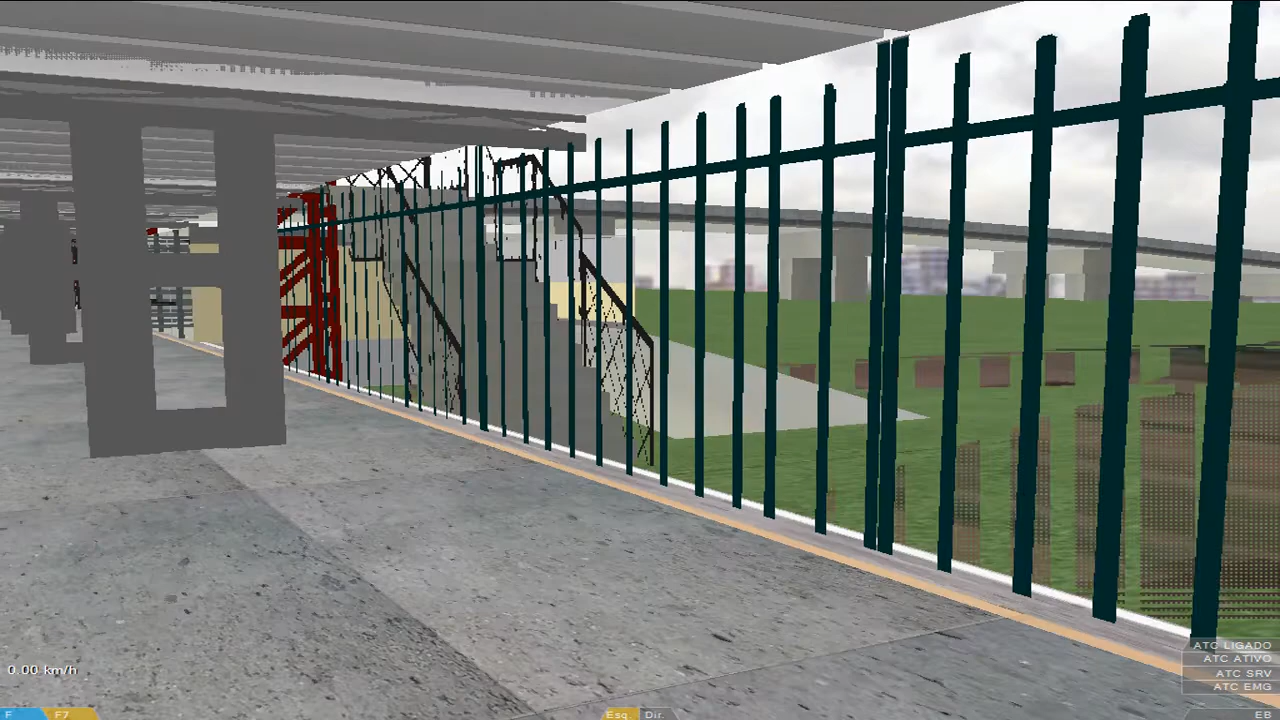 0.00 km/h
ATC LIGADO
ATC ATIVO
ATC SRV
ATC EMG
F F7 Esq. Dir. EB